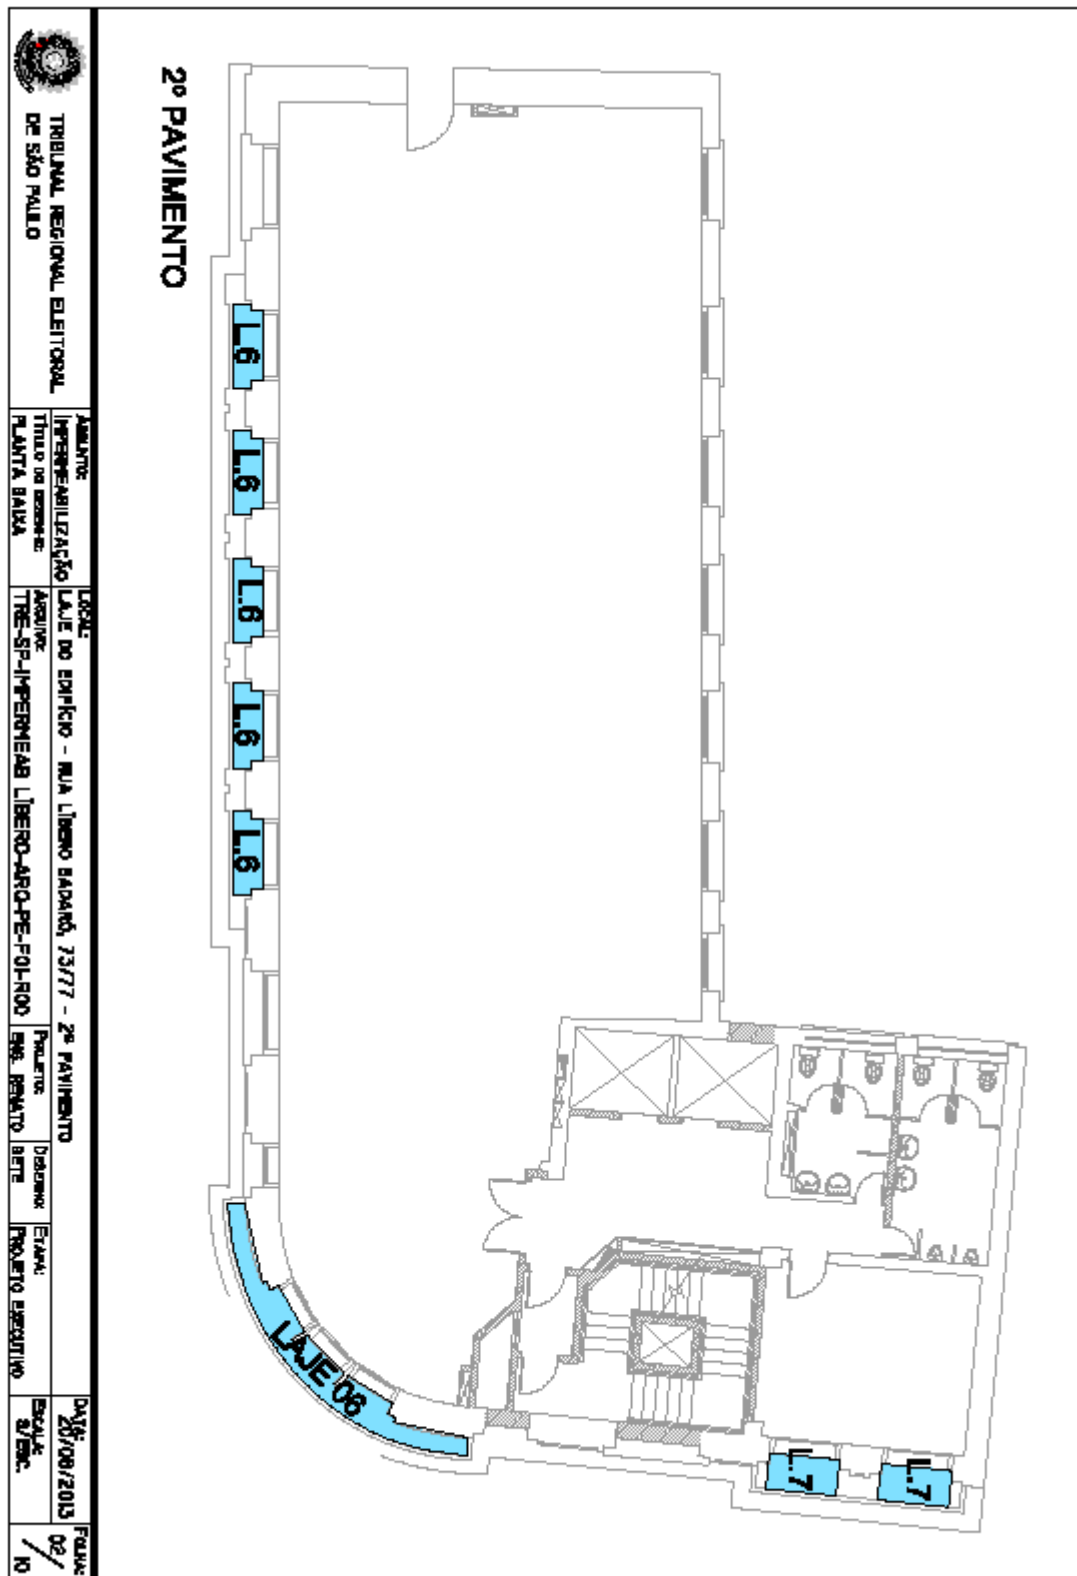 2º PAVIMENTO
L.6
L.6
L.6
L.6
L.6
LAJE 06
L.7
L.7
TRIBUNAL REGIONAL ELEITORAL
DE SÃO PAULO
ASSUNTO:
IMPERMEABILIZAÇÃO
TÍTULO DO DESENHO:
PLANTA BAIXA
LOCAL:
LAJE DO EDIFÍCIO - RUA LÍBERO BADARÓ, 73/77 - 2º PAVIMENTO
ARQUIVO:
TRE-SP-IMPERMEAB LÍBERO-ARQ-PE-F01-R00
PROJETO:
ENG. RENATO
DESENHO:
BETE
ETAPA:
PROJETO EXECUTIVO
DATA:
20/08/2013
ESCALA:
S/ESC.
FOLHA:
02/
10